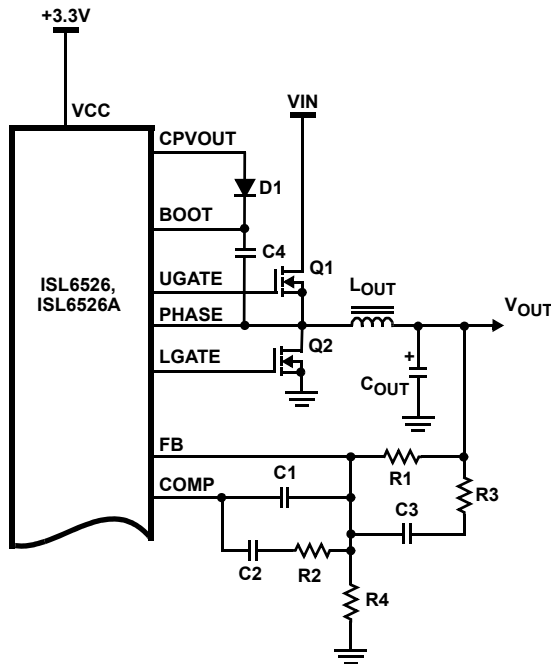 +3.3V
VCC
VIN
CPVOUT
D1
BOOT
C4
ISL6526,
ISL6526A
UGATE
Q1
LOUT
PHASE
VOUT
LGATE
Q2
+
COUT
FB
R1
COMP
C1
R3
C3
C2
R2
R4